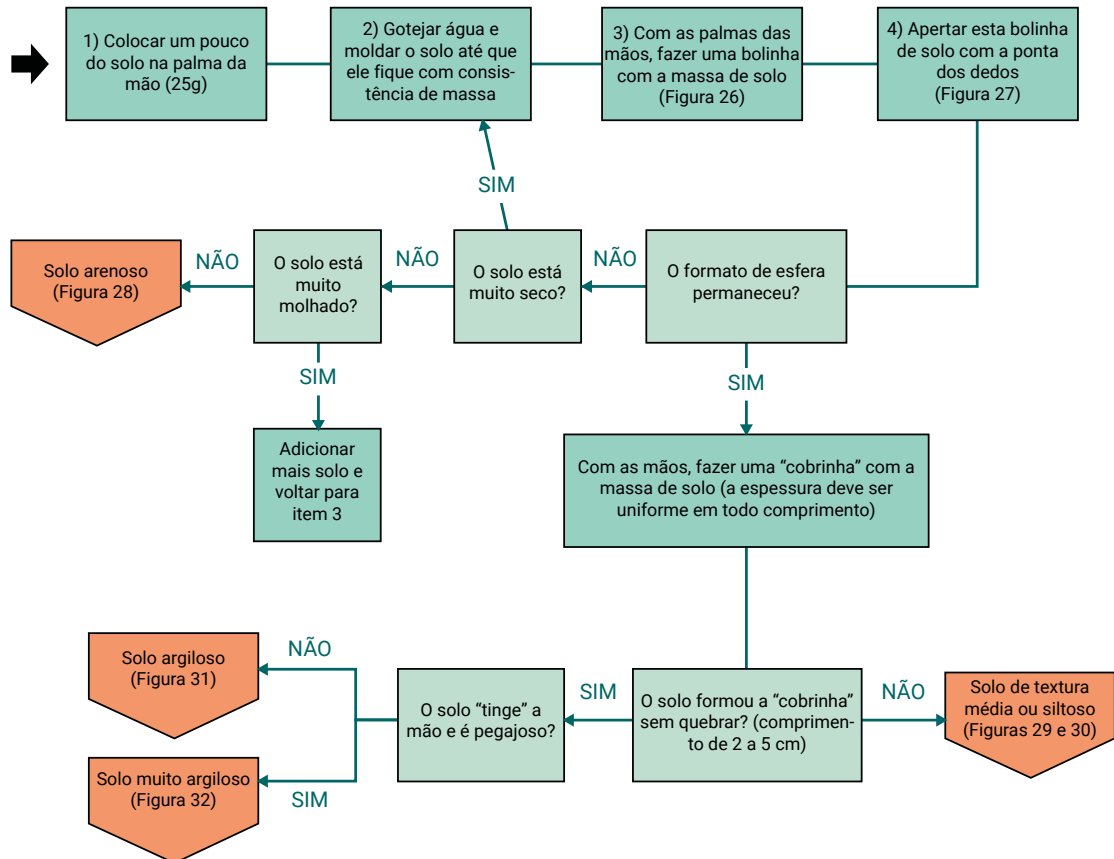 1) Colocar um pouco
do solo na palma da
mão (25g)
2) Gotejar água e
moldar o solo até que
ele fique com consis-
tência de massa
3) Com as palmas das
mãos, fazer uma bolinha
com a massa de solo
(Figura 26)
4) Apertar esta bolinha
de solo com a ponta
dos dedos
(Figura 27)
SIM
Solo arenoso
(Figura 28)
NÃO
O solo está
muito
molhado?
NÃO
O solo está
muito seco?
NÃO
O formato de esfera
permaneceu?
SIM
SIM
Adicionar
mais solo e
voltar para
item 3
Com as mãos, fazer uma “cobrinha” com a
massa de solo (a espessura deve ser
uniforme em todo comprimento)
Solo argiloso
(Figura 31)
NÃO
O solo “tinge” a
mão e é pegajoso?
SIM
O solo formou a “cobrinha”
sem quebrar? (comprimen-
to de 2 a 5 cm)
NÃO
Solo de textura
média ou siltoso
(Figuras 29 e 30)
Solo muito argiloso
(Figura 32)
SIM